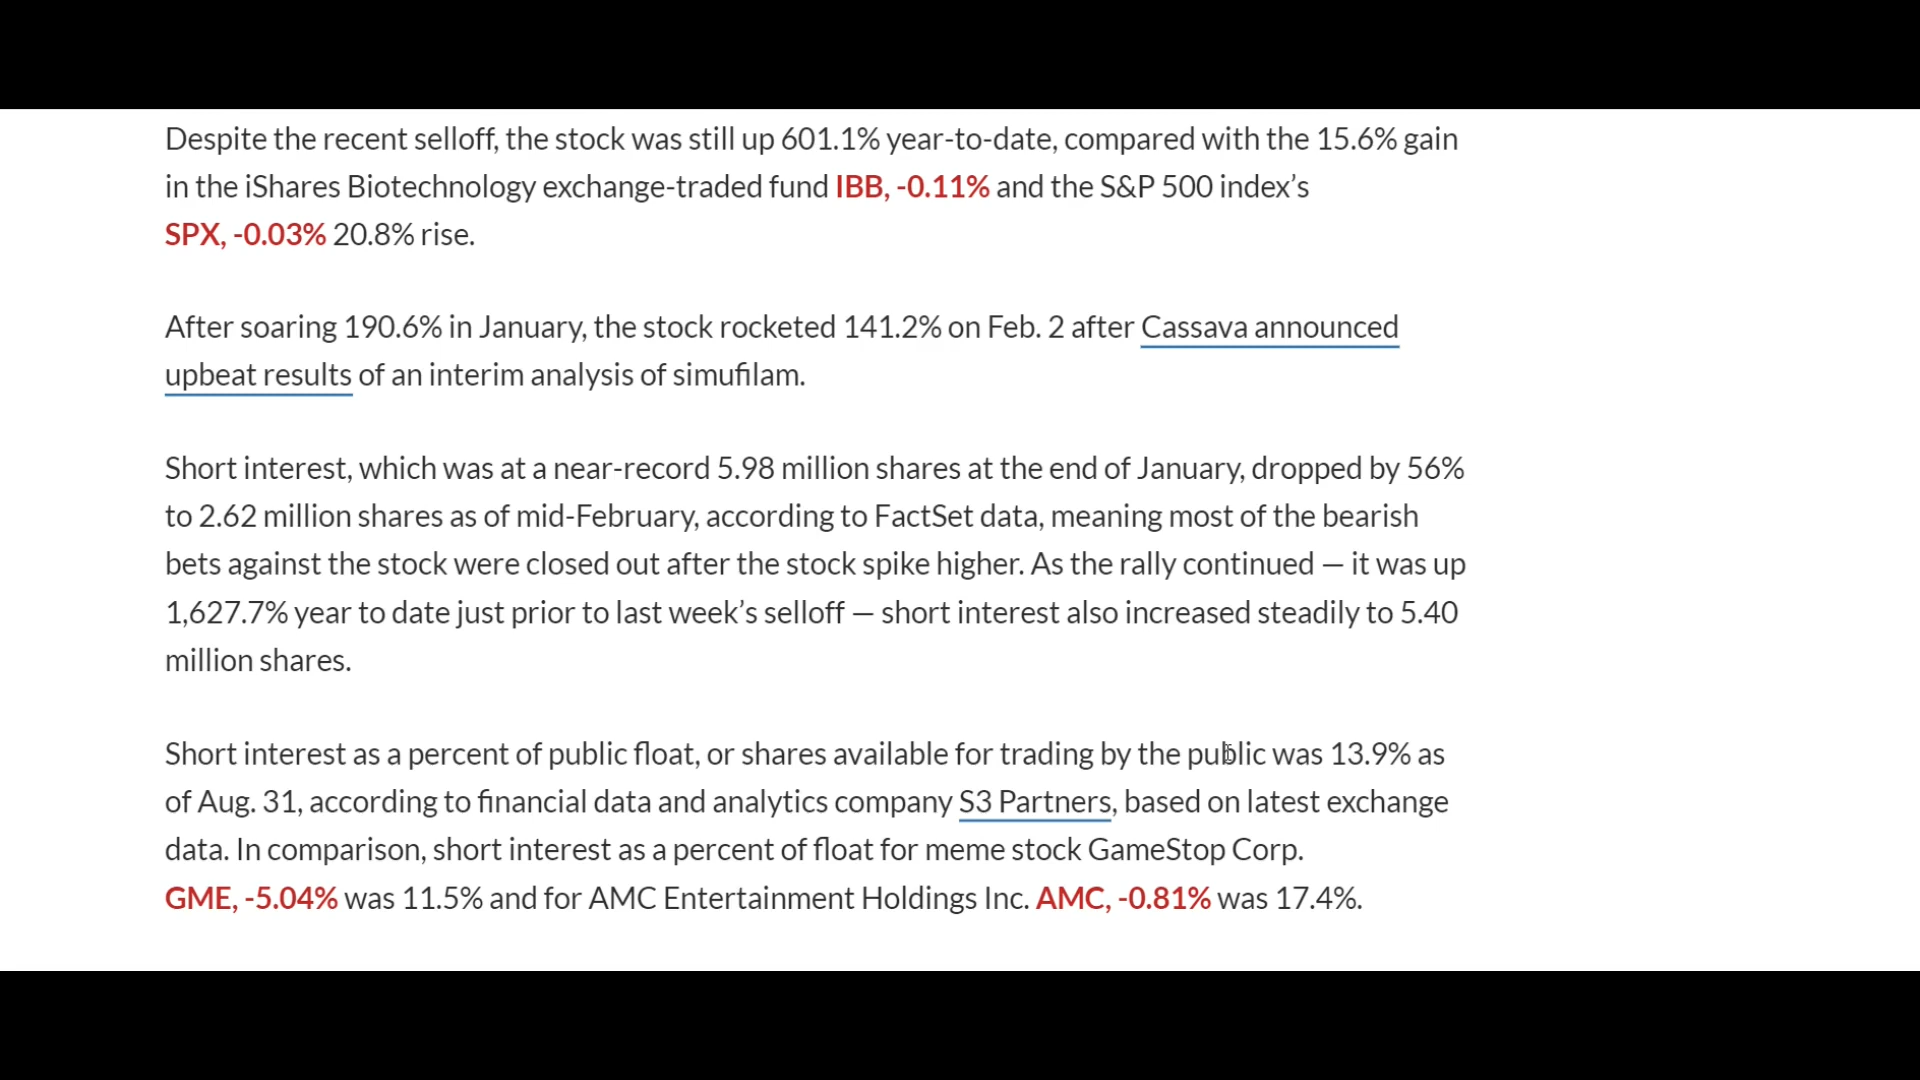 Despite the recent selloff, the stock was still up 601.1% year-to-date, compared with the 15.6% gain
in the iShares Biotechnology exchange-traded fund IBB, -0.11% and the S&P 500 index’s
SPX, -0.03% 20.8% rise.
After soaring 190.6% in January, the stock rocketed 141.2% on Feb. 2 after Cassava announced
upbeat results of an interim analysis of simufilam.
Short interest, which was at a near-record 5.98 million shares at the end of January, dropped by 56%
to 2.62 million shares as of mid-February, according to FactSet data, meaning most of the bearish
bets against the stock were closed out after the stock spike higher. As the rally continued — it was up
1,627.7% year to date just prior to last week’s selloff — short interest also increased steadily to 5.40
million shares.
Short interest as a percent of public float, or shares available for trading by the public was 13.9% as
of Aug. 31, according to financial data and analytics company S3 Partners, based on latest exchange
data. In comparison, short interest as a percent of float for meme stock GameStop Corp.
GME, -5.04% was 11.5% and for AMC Entertainment Holdings Inc. AMC, -0.81% was 17.4%.